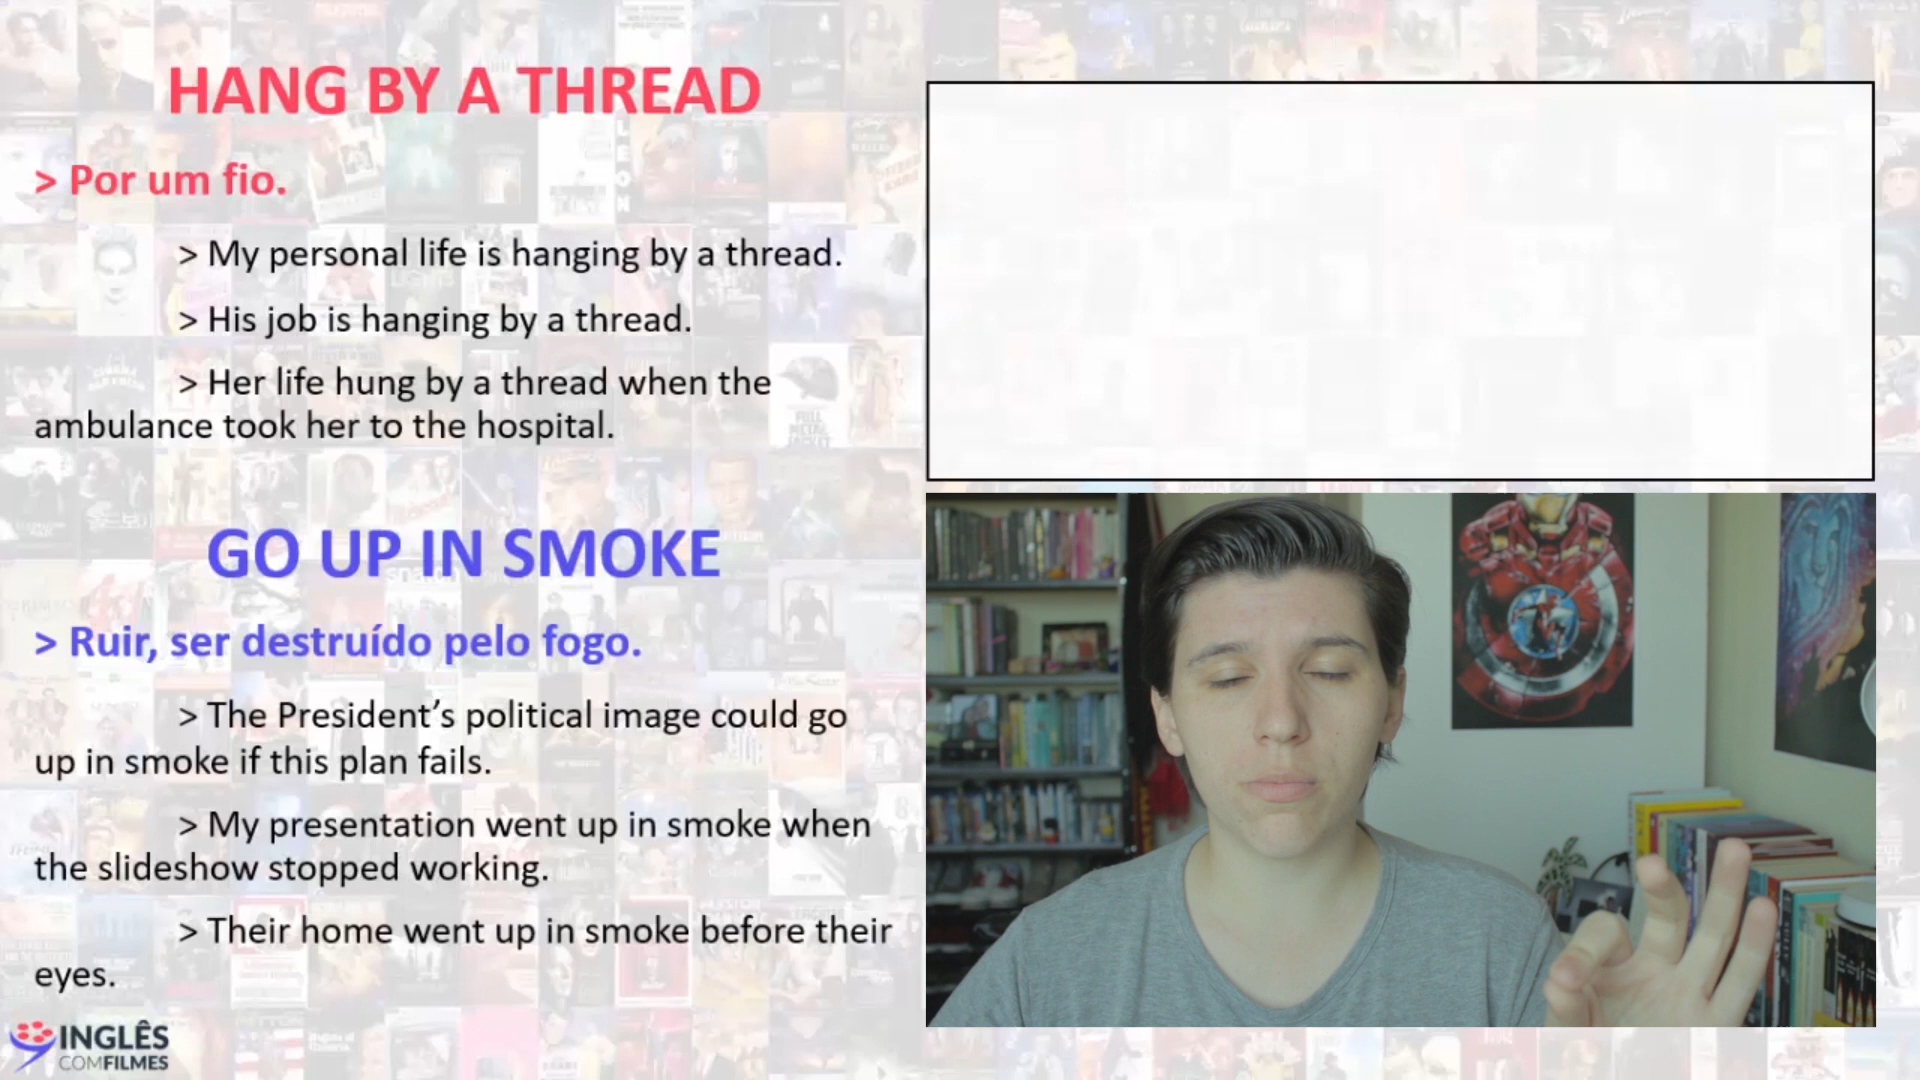 HANG BY A THREAD
> Por um fio.
> My personal life is hanging by a thread.
> His job is hanging by a thread.
> Her life hung by a thread when the
ambulance took her to the hospital.
GO UP IN SMOKE
> Ruir, ser destruído pelo fogo.
> The President’s political image could go
up in smoke if this plan fails.
> My presentation went up in smoke when
the slideshow stopped working.
> Their home went up in smoke before their
eyes.
INGLÊS
COMFILMES